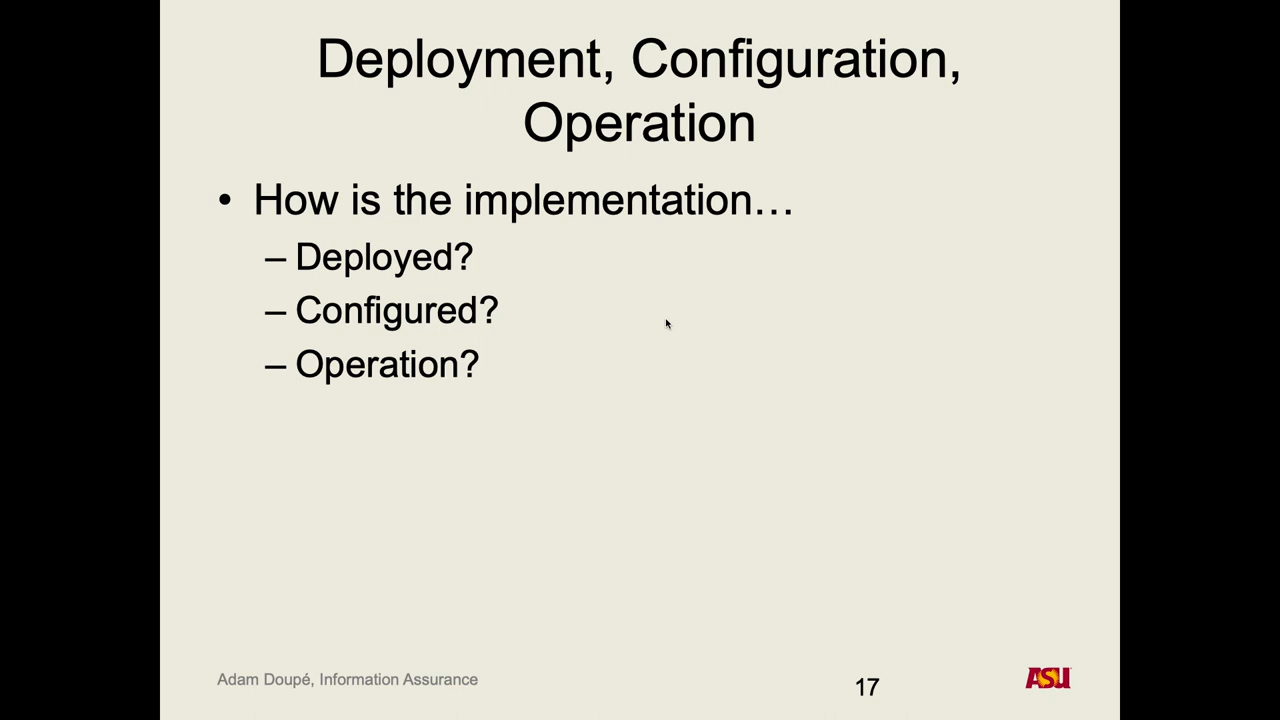 Deployment, Configuration,
Operation
• How is the implementation…
– Deployed?
– Configured?
– Operation?
Adam Doupé, Information Assurance
17
ASU